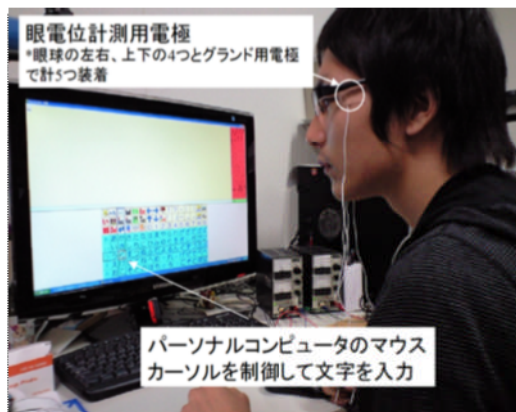 眼電位計測用電極
*眼球の左右、上下の4つとグランド用電極
で計5つ装着
パーソナルコンピュータのマウス
カーソルを制御して文字を入力